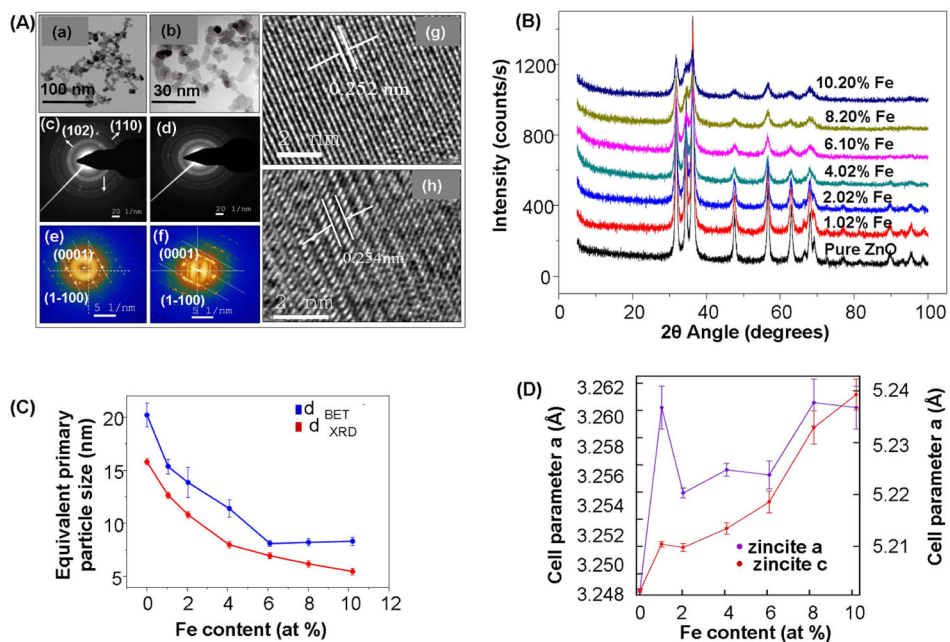 (A)
(a)
100 nm
(b)
30 nm
(c)
(102)
(110)
20 1/nm
(d)
20 1/nm
(e)
(0001)
(1-100)
5 1/nm
(f)
(0001)
(1-100)
5 1/nm
(g)
0.252 nm
2 nm
(h)
0.254nm
2 nm
(B)
Intensity (counts/s)
1200
800
400
0
10.20% Fe
8.20% Fe
6.10% Fe
4.02% Fe
2.02% Fe
1.02% Fe
Pure ZnO
0 20 40 60 80 100
2θ Angle (degrees)
(C)
Equivalent primary
particle size (nm)
20
15
10
5
d BET
d XRD
0 2 4 6 8 10 12
Fe content (at %)
(D)
Cell parameter a (Å)
3.262
3.260
3.256
3.254
3.252
3.250
3.248
zincite a
zincite c
5.24
5.23
5.22
5.21
Cell parameter a (Å)
0 2 4 6 8 10
Fe content (at %)